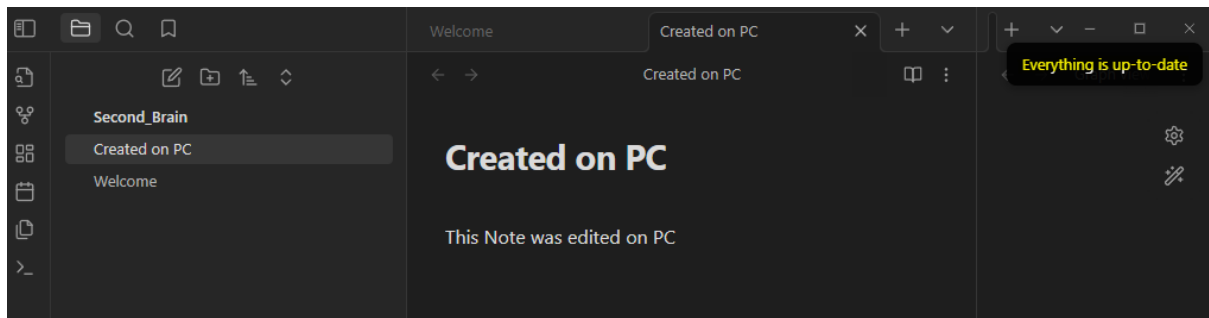 Welcome
Created on PC
Everything is up-to-date
Created on PC
Second_Brain
Created on PC
Welcome
Created on PC
This Note was edited on PC